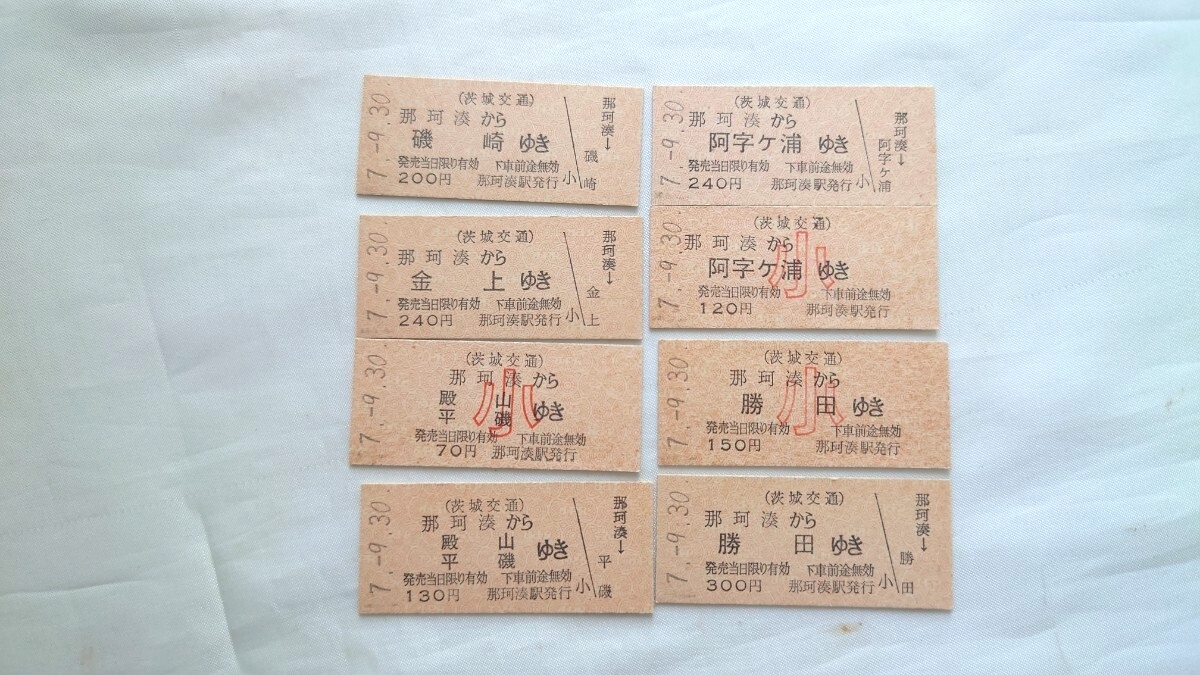 7.-9.30
(茨城交通)
那珂湊から
磯崎ゆき
発売当日限り有効 下車前途無効
200円 那珂湊駅発行
小
那珂湊→
磯崎
7.-9.30
(茨城交通)
那珂湊から
金上ゆき
発売当日限り有効 下車前途無効
240円 那珂湊駅発行
小
那珂湊→
金上
7.-9.30
(茨城交通)
那珂湊から
殿山
平磯
ゆき
小
発売当日限り有効 下車前途無効
70円 那珂湊駅発行
7.-9.30
(茨城交通)
那珂湊から
殿山
平磯
ゆき
発売当日限り有効 下車前途無効
130円 那珂湊駅発行
小
那珂湊→
平磯
7.-9.30.
(茨城交通)
那珂湊から
阿字ケ浦ゆき
発売当日限り有効 下車前途無効
240円 那珂湊駅発行
小
那珂湊→
阿字ケ浦
7.-9.30.
(茨城交通)
那珂湊から
阿字ケ浦ゆき
小
発売当日限り有効 下車前途無効
120円 那珂湊駅発行
7.-9.30
(茨城交通)
那珂湊から
勝田ゆき
小
発売当日限り有効 下車前途無効
150円 那珂湊駅発行
7.-9.30
(茨城交通)
那珂湊から
勝田ゆき
発売当日限り有効 下車前途無効
300円 那珂湊駅発行
小
那珂湊→
勝田